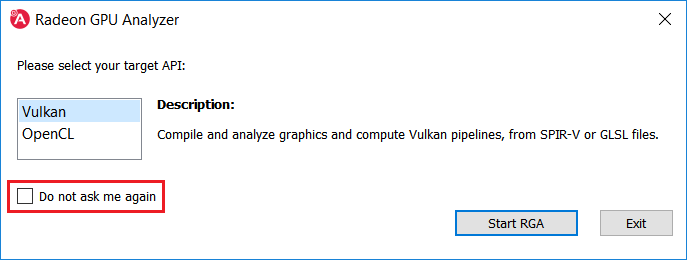 Radeon GPU Analyzer
Please select your target API:
Vulkan
OpenCL
Description:
Compile and analyze graphics and compute Vulkan pipelines, from SPIR-V or GLSL files.
Do not ask me again
Start RGA
Exit